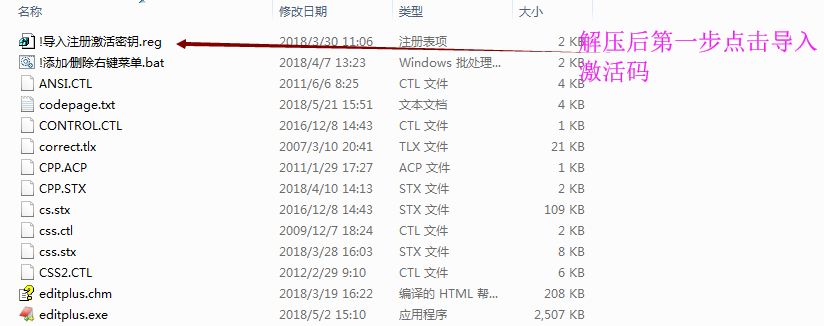 名称 修改日期 类型 大小
!导入注册激活密钥.reg 2018/3/30 11:06 注册表项 2 KB
!添加∕删除右键菜单.bat 2018/4/7 13:23 Windows 批处理... 2 KB
ANSI.CTL 2011/6/6 8:25 CTL 文件 4 KB
codepage.txt 2018/5/21 15:51 文本文档 4 KB
CONTROL.CTL 2016/12/8 14:43 CTL 文件 1 KB
correct.tlx 2007/3/10 20:41 TLX 文件 21 KB
CPP.ACP 2011/1/29 17:27 ACP 文件 1 KB
CPP.STX 2018/4/10 14:13 STX 文件 2 KB
cs.stx 2016/12/8 14:43 STX 文件 109 KB
css.ctl 2009/12/7 18:24 CTL 文件 2 KB
css.stx 2018/3/28 16:03 STX 文件 8 KB
CSS2.CTL 2012/2/29 9:10 CTL 文件 6 KB
editplus.chm 2018/3/19 16:22 编译的 HTML 帮... 208 KB
editplus.exe 2018/5/2 15:10 应用程序 2,507 KB
解压后第一步点击导入
激活码